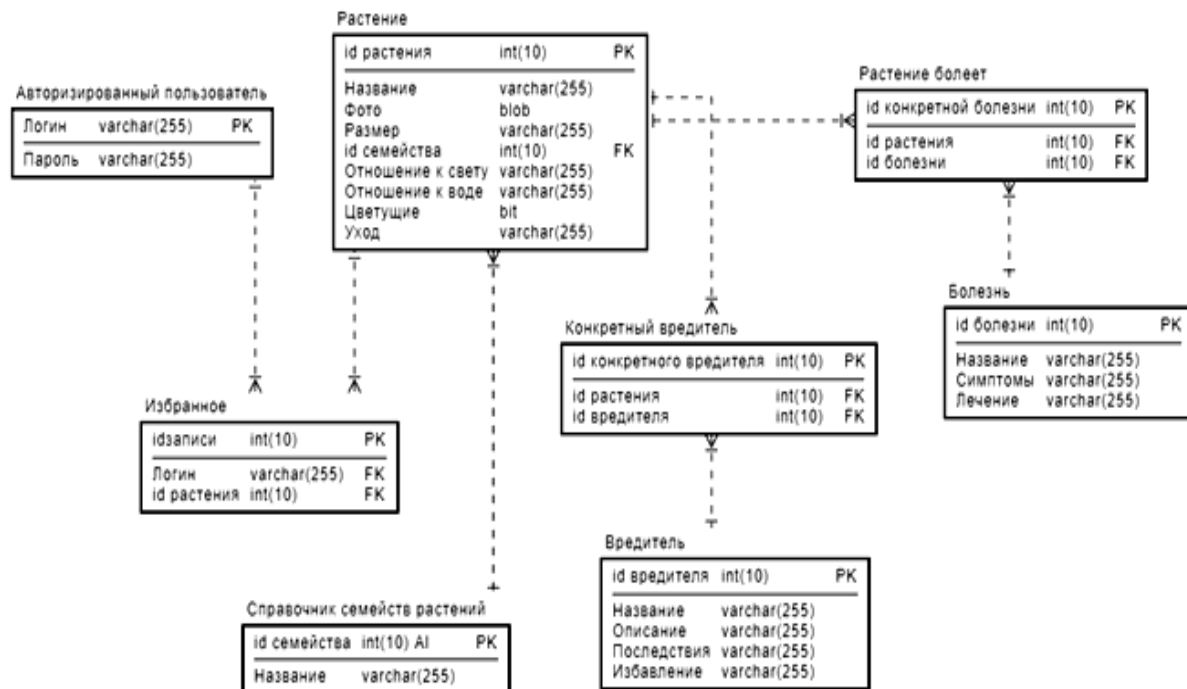 Растение
id растения int(10) PK
Название varchar(255)
Фото blob
Размер varchar(255)
id семейства int(10) FK
Отношение к свету varchar(255)
Отношение к воде varchar(255)
Цветущие bit
Уход varchar(255)
Авторизированный пользователь
Логин varchar(255) PK
Пароль varchar(255)
Растение болеет
id конкретной болезни int(10) PK
id растения int(10) FK
id болезни int(10) FK
Болезнь
id болезни int(10) PK
Название varchar(255)
Симптомы varchar(255)
Лечение varchar(255)
Конкретный вредитель
id конкретного вредителя int(10) PK
id растения int(10) FK
id вредителя int(10) FK
Избранное
idзаписи int(10) PK
Логин varchar(255) FK
id растения int(10) FK
Вредитель
id вредителя int(10) PK
Название varchar(255)
Описание varchar(255)
Последствия varchar(255)
Избавление varchar(255)
Справочник семейств растений
id семейства int(10) AI PK
Название varchar(255)